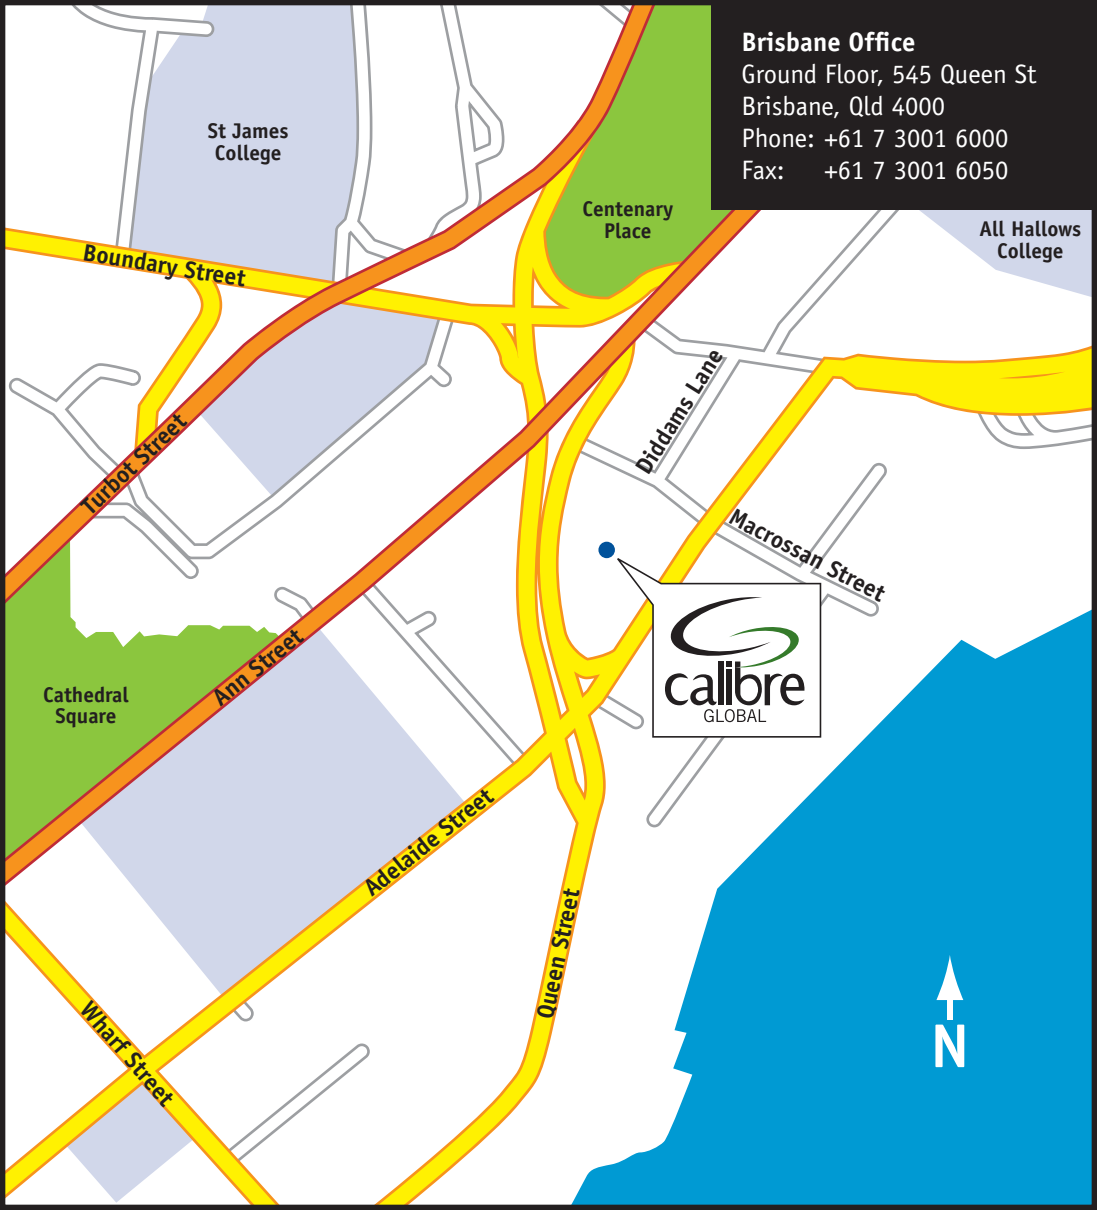 Brisbane Office
Ground Floor, 545 Queen St
Brisbane, Qld 4000
Phone: +61 7 3001 6000
Fax: +61 7 3001 6050
St James
College
Centenary
Place
All Hallows
College
Boundary Street
Diddams Lane
Turbot Street
Macrossan Street
Ann Street
Cathedral
Square
calibre
GLOBAL
Adelaide Street
Queen Street
Wharf Street
N